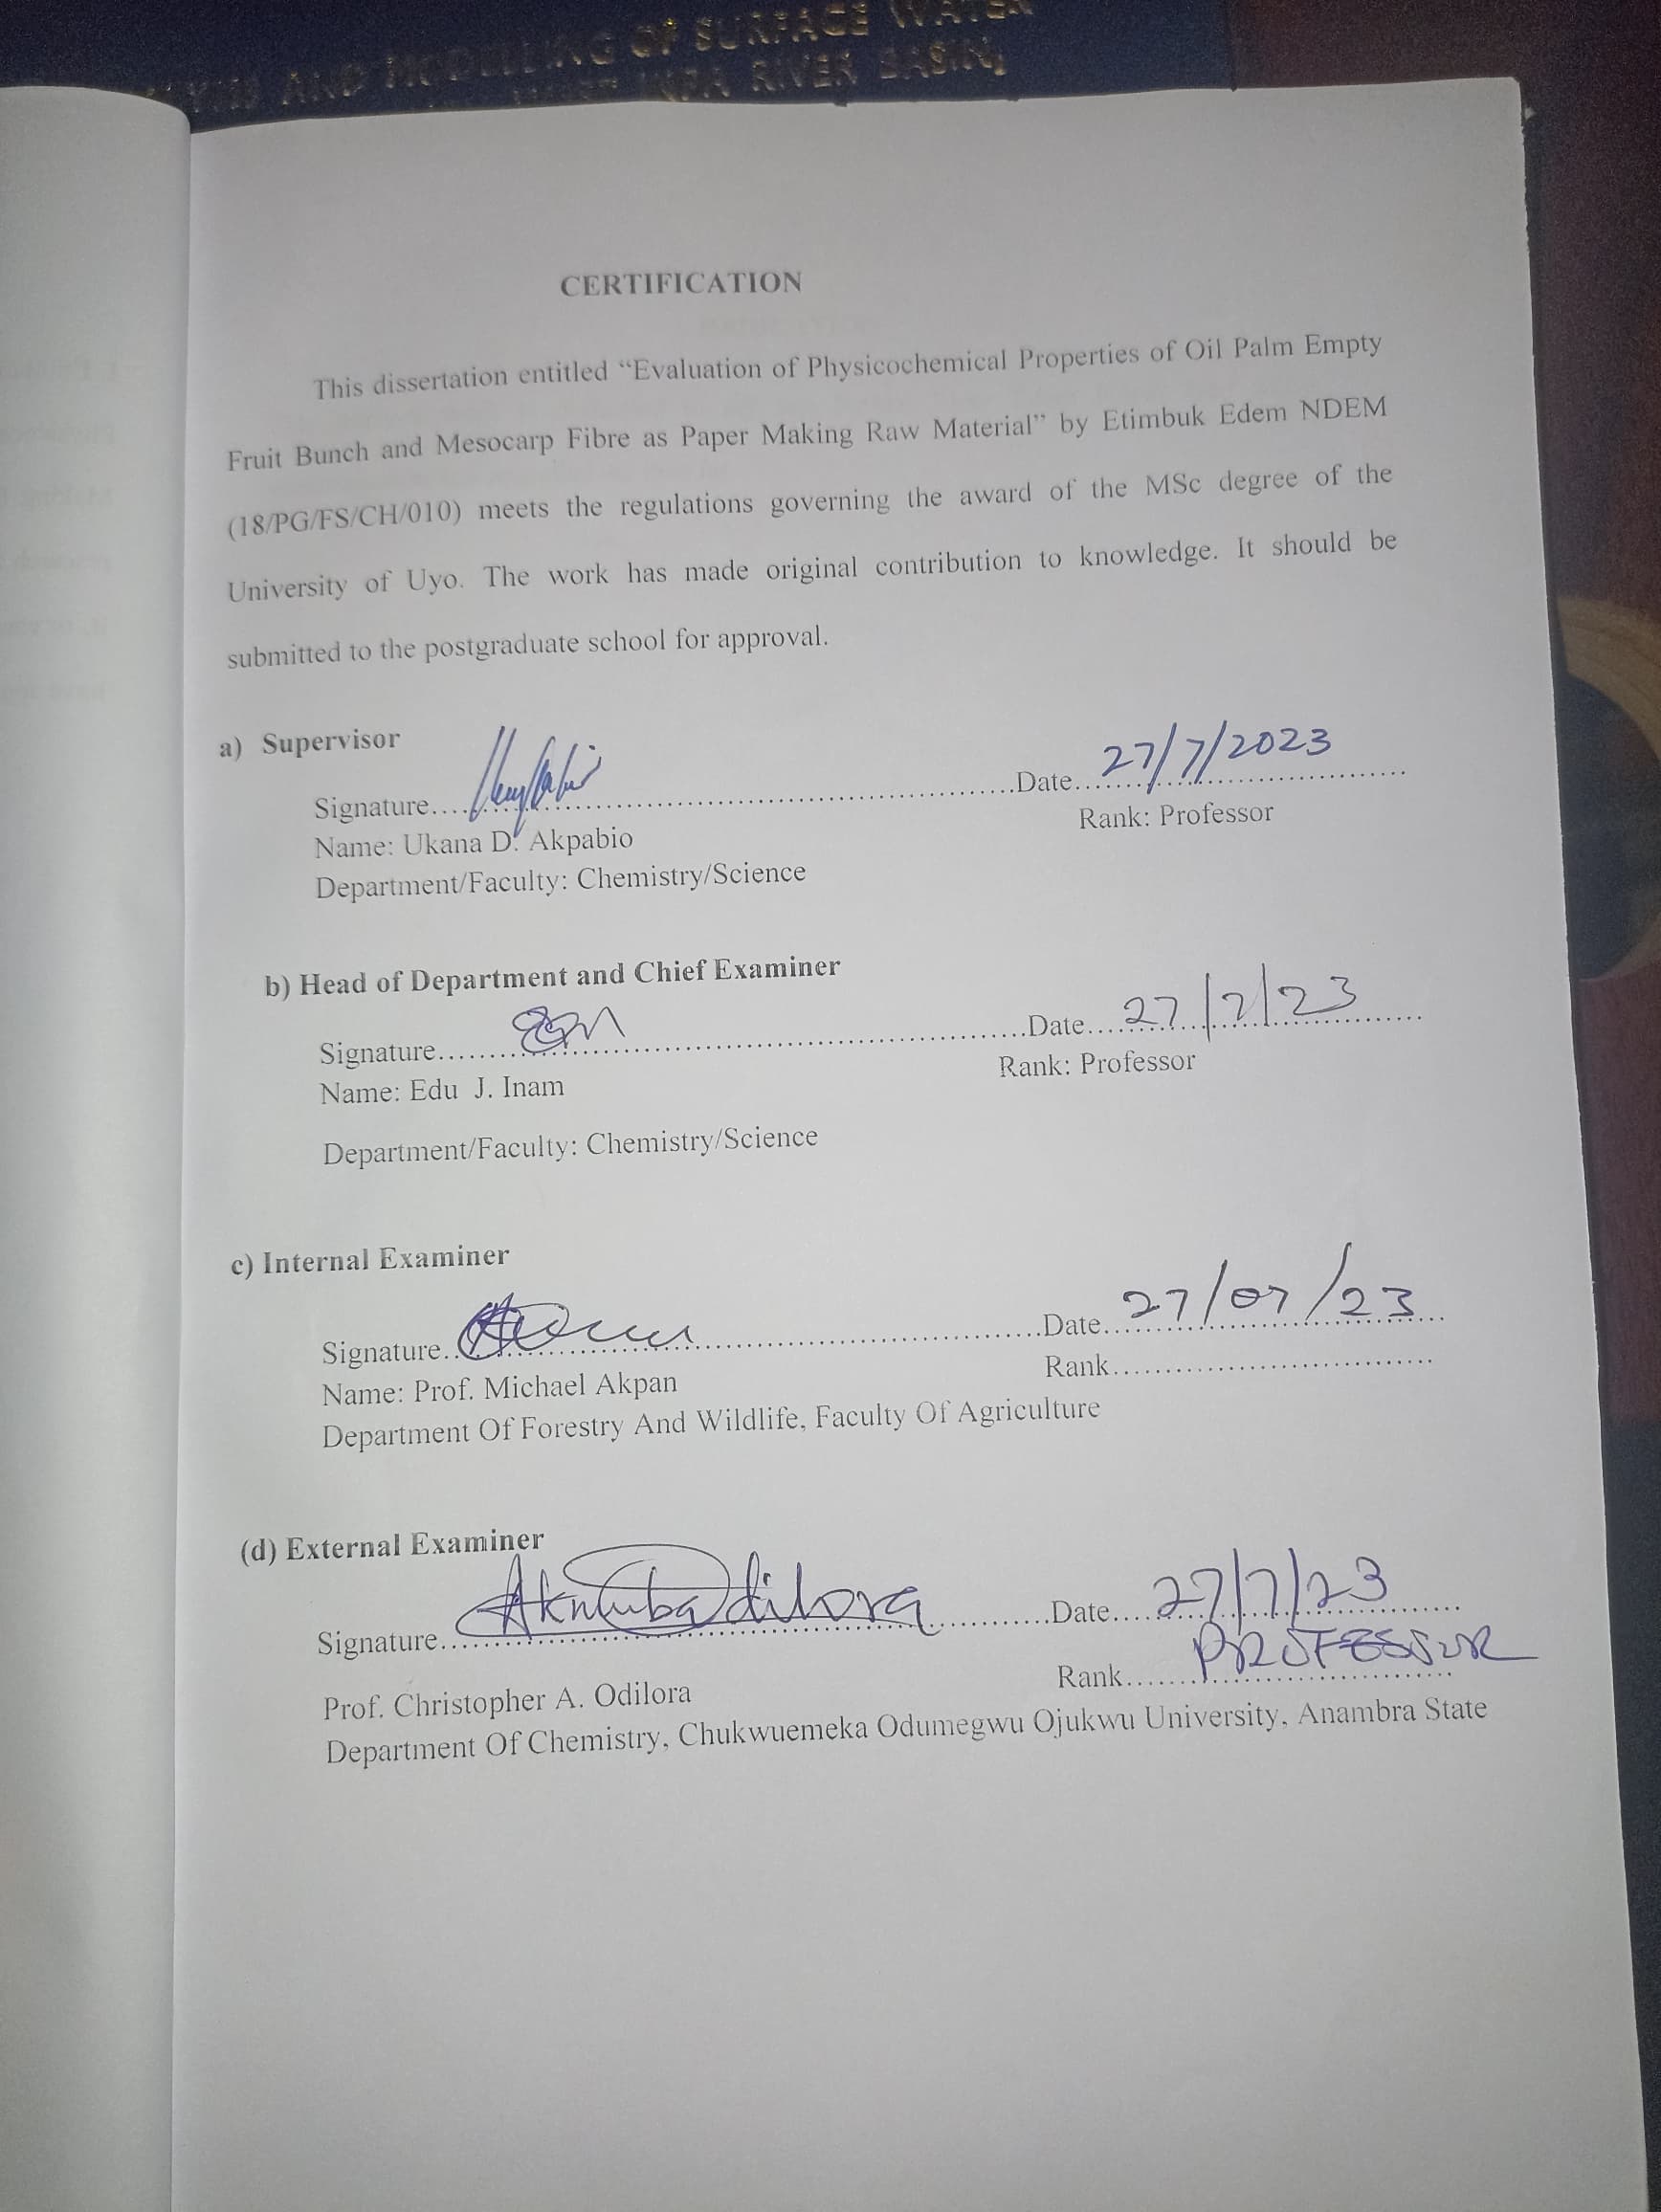 AND MODELLING OF SURFACE WATER
RIVER BASIN,
CERTIFICATION
This dissertation entitled “Evaluation of Physicochemical Properties of Oil Palm Empty
Fruit Bunch and Mesocarp Fibre as Paper Making Raw Material” by Etimbuk Edem NDEM
(18/PG/FS/CH/010) meets the regulations governing the award of the MSc degree of the
University of Uyo. The work has made original contribution to knowledge. It should be
submitted to the postgraduate school for approval.
a) Supervisor
Signature....................Date 27/7/2023
Name: Ukana D. Akpabio Rank: Professor
Department/Faculty: Chemistry/Science
b) Head of Department and Chief Examiner
Signature....................Date 27/7/23
Name: Edu J. Inam Rank: Professor
Department/Faculty: Chemistry/Science
c) Internal Examiner
Signature....................Date 27/07/23
Name: Prof. Michael Akpan Rank....................
Department Of Forestry And Wildlife, Faculty Of Agriculture
(d) External Examiner
Signature....................Date 27/7/23
Prof. Christopher A. Odilora Rank PROFESSOR
Department Of Chemistry, Chukwuemeka Odumegwu Ojukwu University, Anambra State